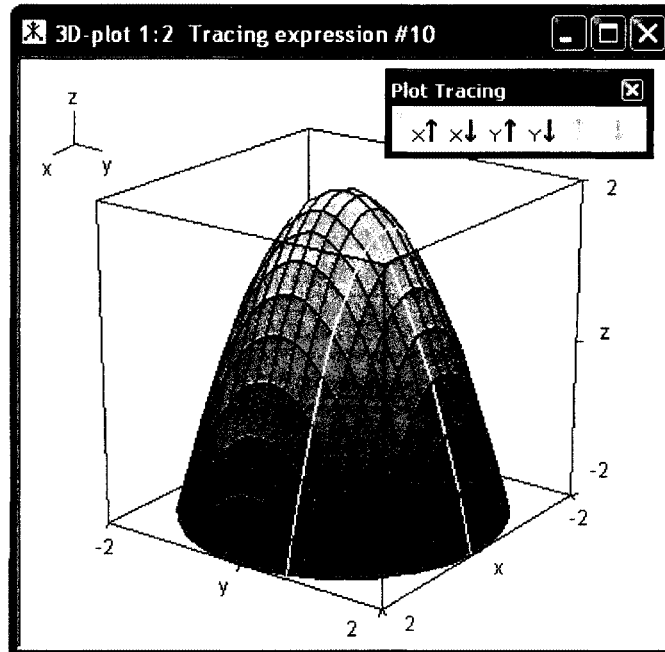 3D-plot 1:2 Tracing expression #10
Plot Tracing
X↑ X↓ Y↑ Y↓ ↑ ↓
z
x y
2
z
-2
-2
-2
x
y
2 2